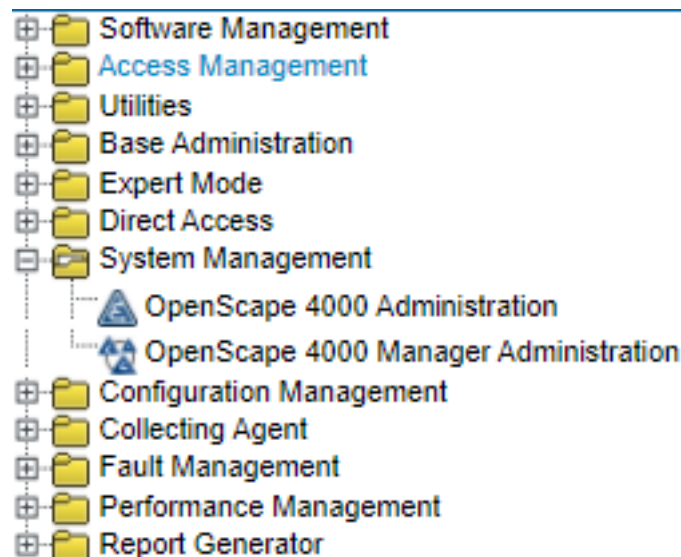 Software Management
Access Management
Utilities
Base Administration
Expert Mode
Direct Access
System Management
OpenScape 4000 Administration
OpenScape 4000 Manager Administration
Configuration Management
Collecting Agent
Fault Management
Performance Management
Report Generator